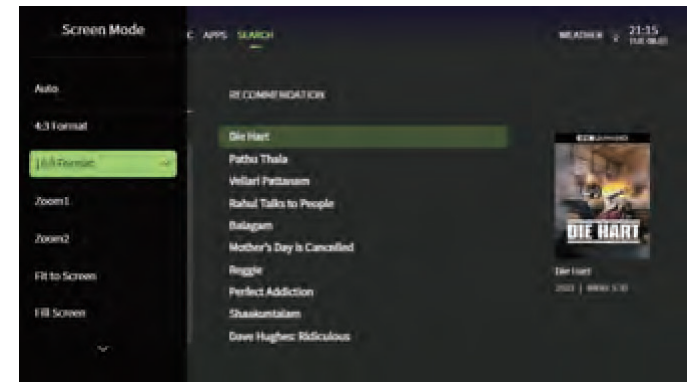 Screen Mode
C APPS SEARCH
WEATHER 21:15
Auto
RECOMMENDATION
4:3 Format
Die Hart
16:9 Format
Pathu Thala
Vellari Pattanam
Zoom1
Rahul Talks to People
Balagam
Zoom2
Mother's Day Is Cancelled
Reggie
Fit to Screen
Perfect Addiction
Shaakuntalam
Fill Screen
Dave Hughes: Ridiculous
DIE HART
Die Hart